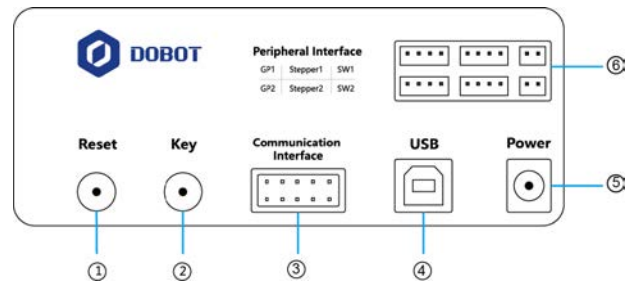 DOBOT
Peripheral Interface
GP1 Stepper1 SW1
GP2 Stepper2 SW2
⑥
Reset Key Communication Interface USB Power
⑤
① ② ③ ④